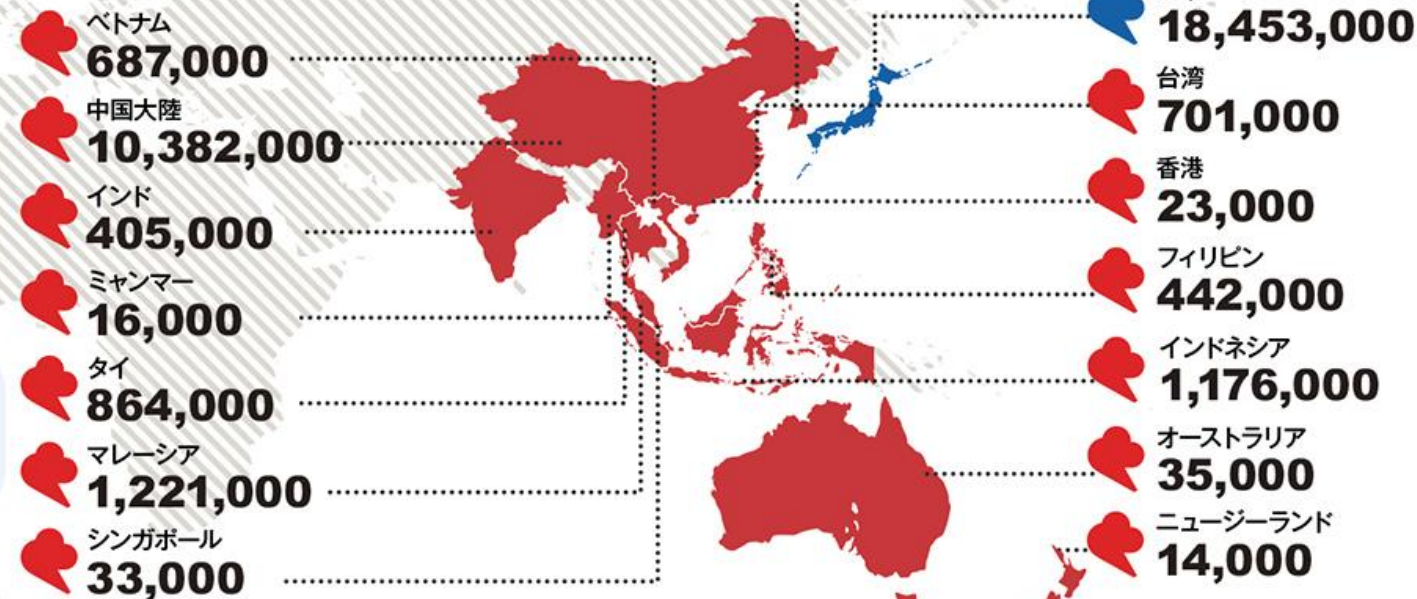 ベトナム
687,000
中国大陸
10,382,000
インド
405,000
ミャンマー
16,000
タイ
864,000
マレーシア
1,221,000
シンガポール
33,000
18,453,000
台湾
701,000
香港
23,000
フィリピン
442,000
インドネシア
1,176,000
オーストラリア
35,000
ニュージーランド
14,000